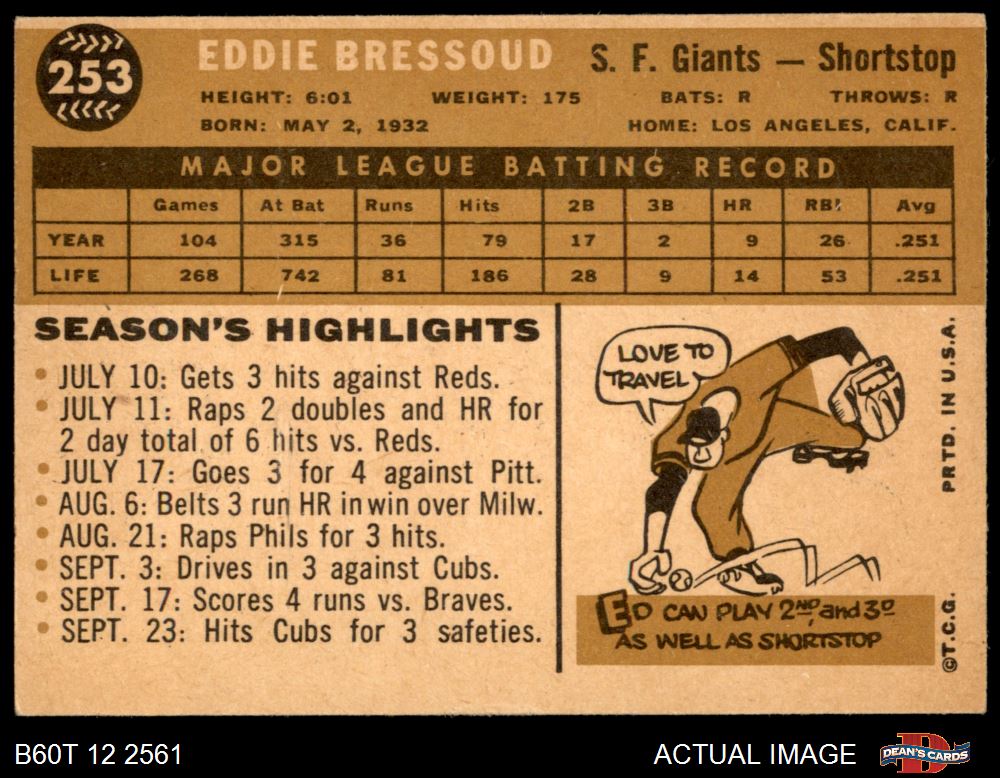 253
EDDIE BRESSOUD S. F. Giants — Shortstop
HEIGHT: 6:01 WEIGHT: 175 BATS: R THROWS: R
BORN: MAY 2, 1932 HOME: LOS ANGELES, CALIF.
MAJOR LEAGUE BATTING RECORD
Games At Bat Runs Hits 2B 3B HR RBI Avg
YEAR 104 315 36 79 17 2 9 26 .251
LIFE 268 742 81 186 28 9 14 53 .251
SEASON'S HIGHLIGHTS
• JULY 10: Gets 3 hits against Reds.
• JULY 11: Raps 2 doubles and HR for
2 day total of 6 hits vs. Reds.
• JULY 17: Goes 3 for 4 against Pitt.
• AUG. 6: Belts 3 run HR in win over Milw.
• AUG. 21: Raps Phils for 3 hits.
• SEPT. 3: Drives in 3 against Cubs.
• SEPT. 17: Scores 4 runs vs. Braves.
• SEPT. 23: Hits Cubs for 3 safeties.
LOVE TO
TRAVEL
ED CAN PLAY 2ND, and 3D
AS WELL AS SHORTSTOP
©T.C.G. PRTD. IN U.S.A.
B60T 12 2561 ACTUAL IMAGE
DEAN'S CARDS